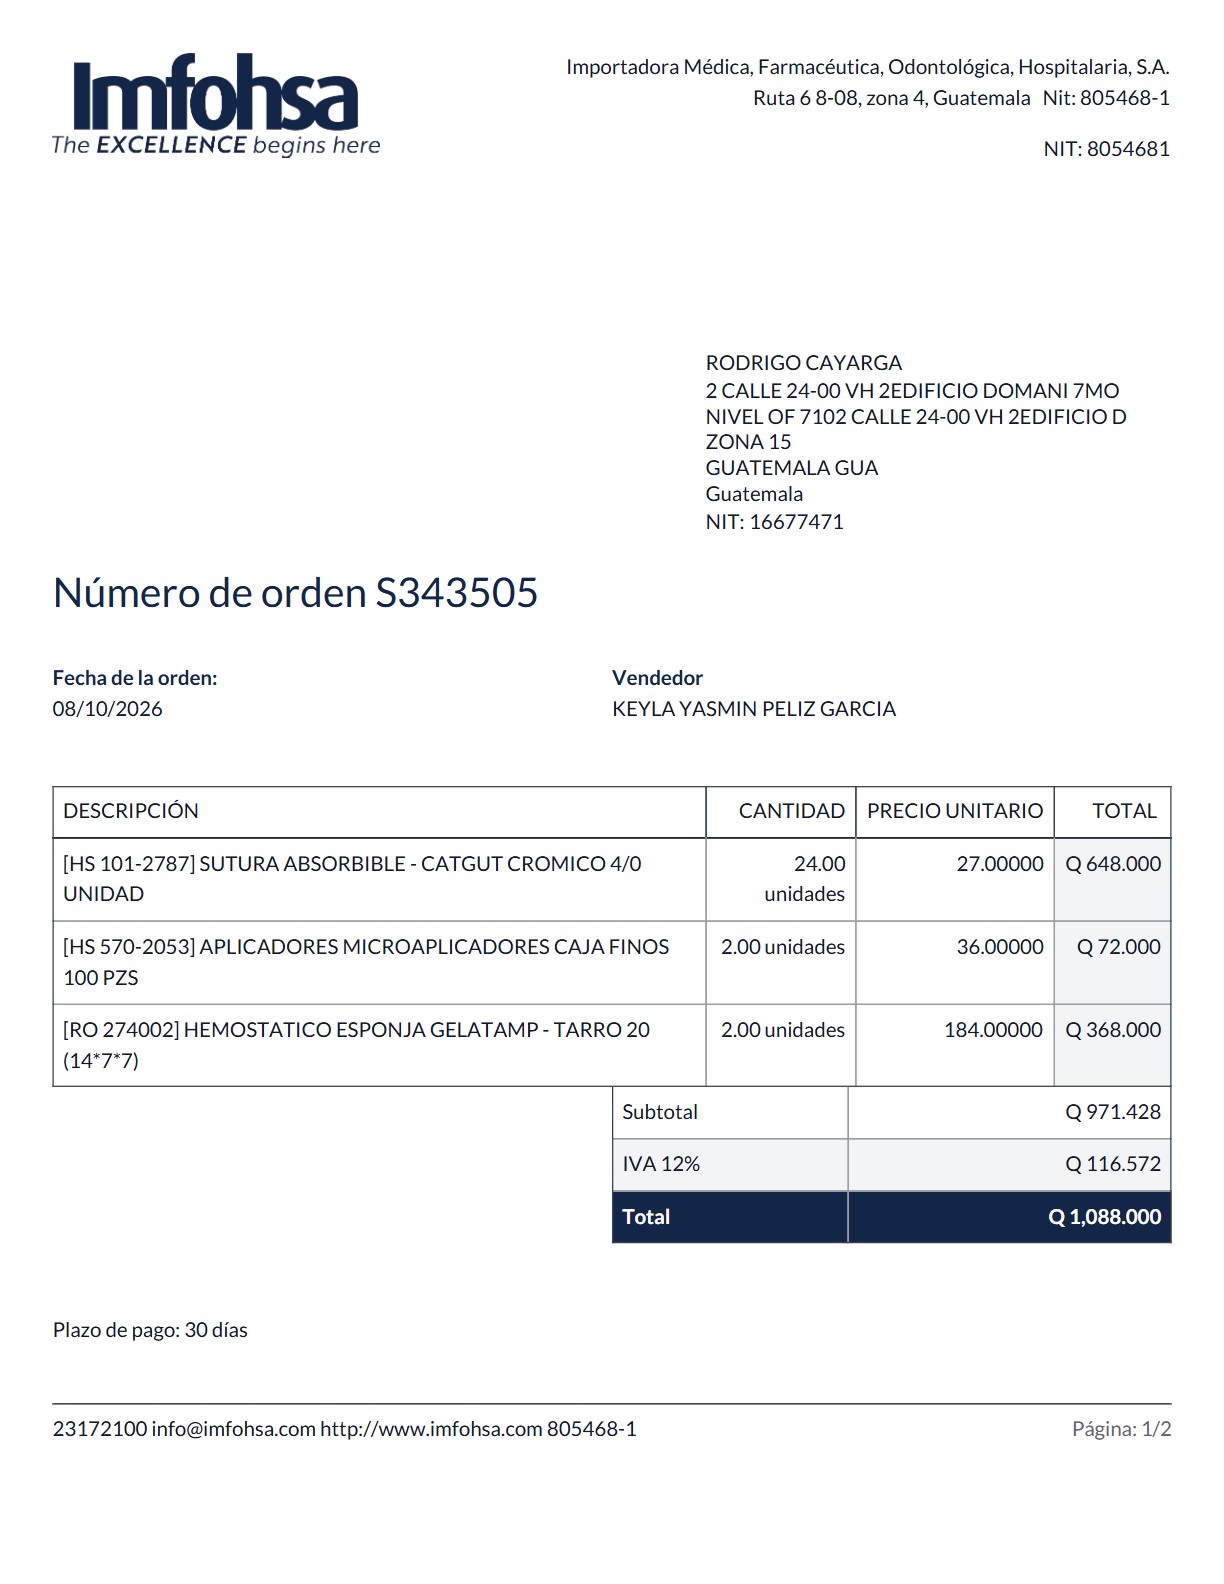 Imfohsa
The EXCELLENCE begins here
Importadora Médica, Farmacéutica, Odontológica, Hospitalaria, S.A.
Ruta 6 8-08, zona 4, Guatemala   Nit: 805468-1
NIT: 8054681
RODRIGO CAYARGA
2 CALLE 24-00 VH 2EDIFICIO DOMANI 7MO
NIVEL OF 7102 CALLE 24-00 VH 2EDIFICIO D
ZONA 15
GUATEMALA GUA
Guatemala
NIT: 16677471
Número de orden S343505
Fecha de la orden:
08/10/2026
Vendedor
KEYLA YASMIN PELIZ GARCIA
DESCRIPCIÓN CANTIDAD PRECIO UNITARIO TOTAL
[HS 101-2787] SUTURA ABSORBIBLE - CATGUT CROMICO 4/0 24.00 27.00000 Q 648.000
UNIDAD unidades
[HS 570-2053] APLICADORES MICROAPLICADORES CAJA FINOS 2.00 unidades 36.00000 Q 72.000
100 PZS
[RO 274002] HEMOSTATICO ESPONJA GELATAMP - TARRO 20 2.00 unidades 184.00000 Q 368.000
(14*7*7)
Subtotal Q 971.428
IVA 12% Q 116.572
Total Q 1,088.000
Plazo de pago: 30 días
23172100 info@imfohsa.com http://www.imfohsa.com 805468-1 Página: 1/2